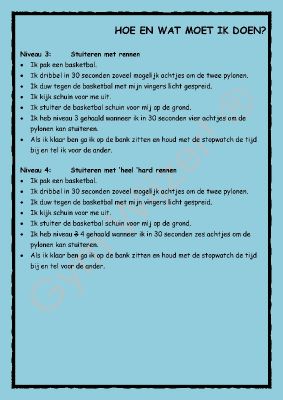 HOE EN WAT MOET IK DOEN?
Niveau 3: Stuiteren met rennen
• Ik pak een basketbal.
• Ik dribbel in 30 seconden zoveel mogelijk achtjes om de twee pylonen.
• Ik duw tegen de basketbal met mijn vingers licht gespreid.
• Ik kijk schuin voor me uit.
• Ik stuiter de basketbal schuin voor mij op de grond.
• Ik heb niveau 3 gehaald wanneer ik in 30 seconden vier achtjes om de
pylonen kan stuiteren.
• Als ik klaar ben ga ik op de bank zitten en houd met de stopwatch de tijd
bij en tel ik voor de ander.
Niveau 4: Stuiteren met 'heel 'hard rennen
• Ik pak een basketbal.
• Ik dribbel in 30 seconden zoveel mogelijk achtjes om de twee pylonen.
• Ik duw tegen de basketbal met mijn vingers licht gespreid.
• Ik kijk schuin voor me uit.
• Ik stuiter de basketbal schuin voor mij op de grond.
• Ik heb niveau 3 4 gehaald wanneer ik in 30 seconden zes achtjes om de
pylonen kan stuiteren.
• Als ik klaar ben ga ik op de bank zitten en houd met de stopwatch de tijd
bij en tel ik voor de ander.